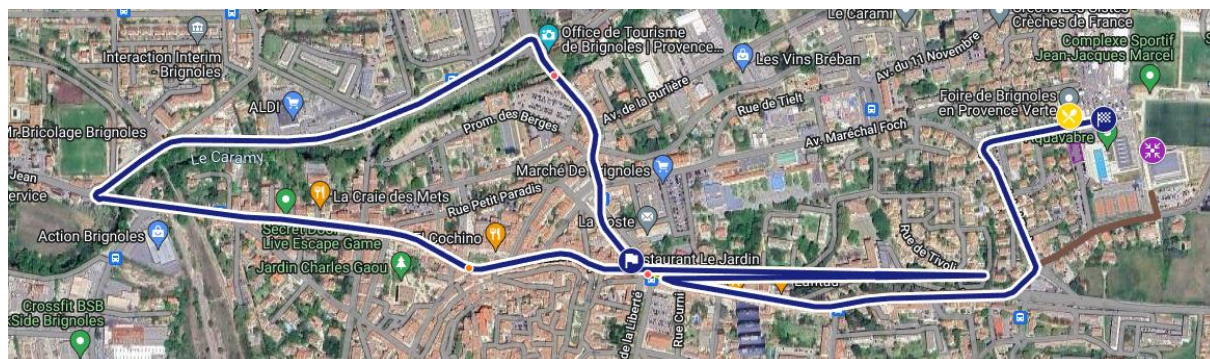 Le Carami
Crèches de France
Complexe Sportif
Jean-Jacques Marcel
Interaction Interim
Brignoles
Office de Tourisme
de Brignoles | Provence...
Les Vins Bréban
Av. du 11 Novembre
Av. de la Burlière
Rue de Tielt
ALDI
Foire de Brignoles
en Provence Verte
Prom. des Berges
Av. Maréchal Foch
Mr.Bricolage Brignoles
Aquavabre
Le Caramy
Jean
ervice
Marché De Brignoles
La Craie des Mets
Rue Petit Paradis
La Poste
Action Brignoles
Live Escape Game
Cochino
Rue de Tivoli
Restaurant Le Jardin
Jardin Charles Gaou
Crossfit BSB
Side Brignoles
de la Liberté
Rue Curni